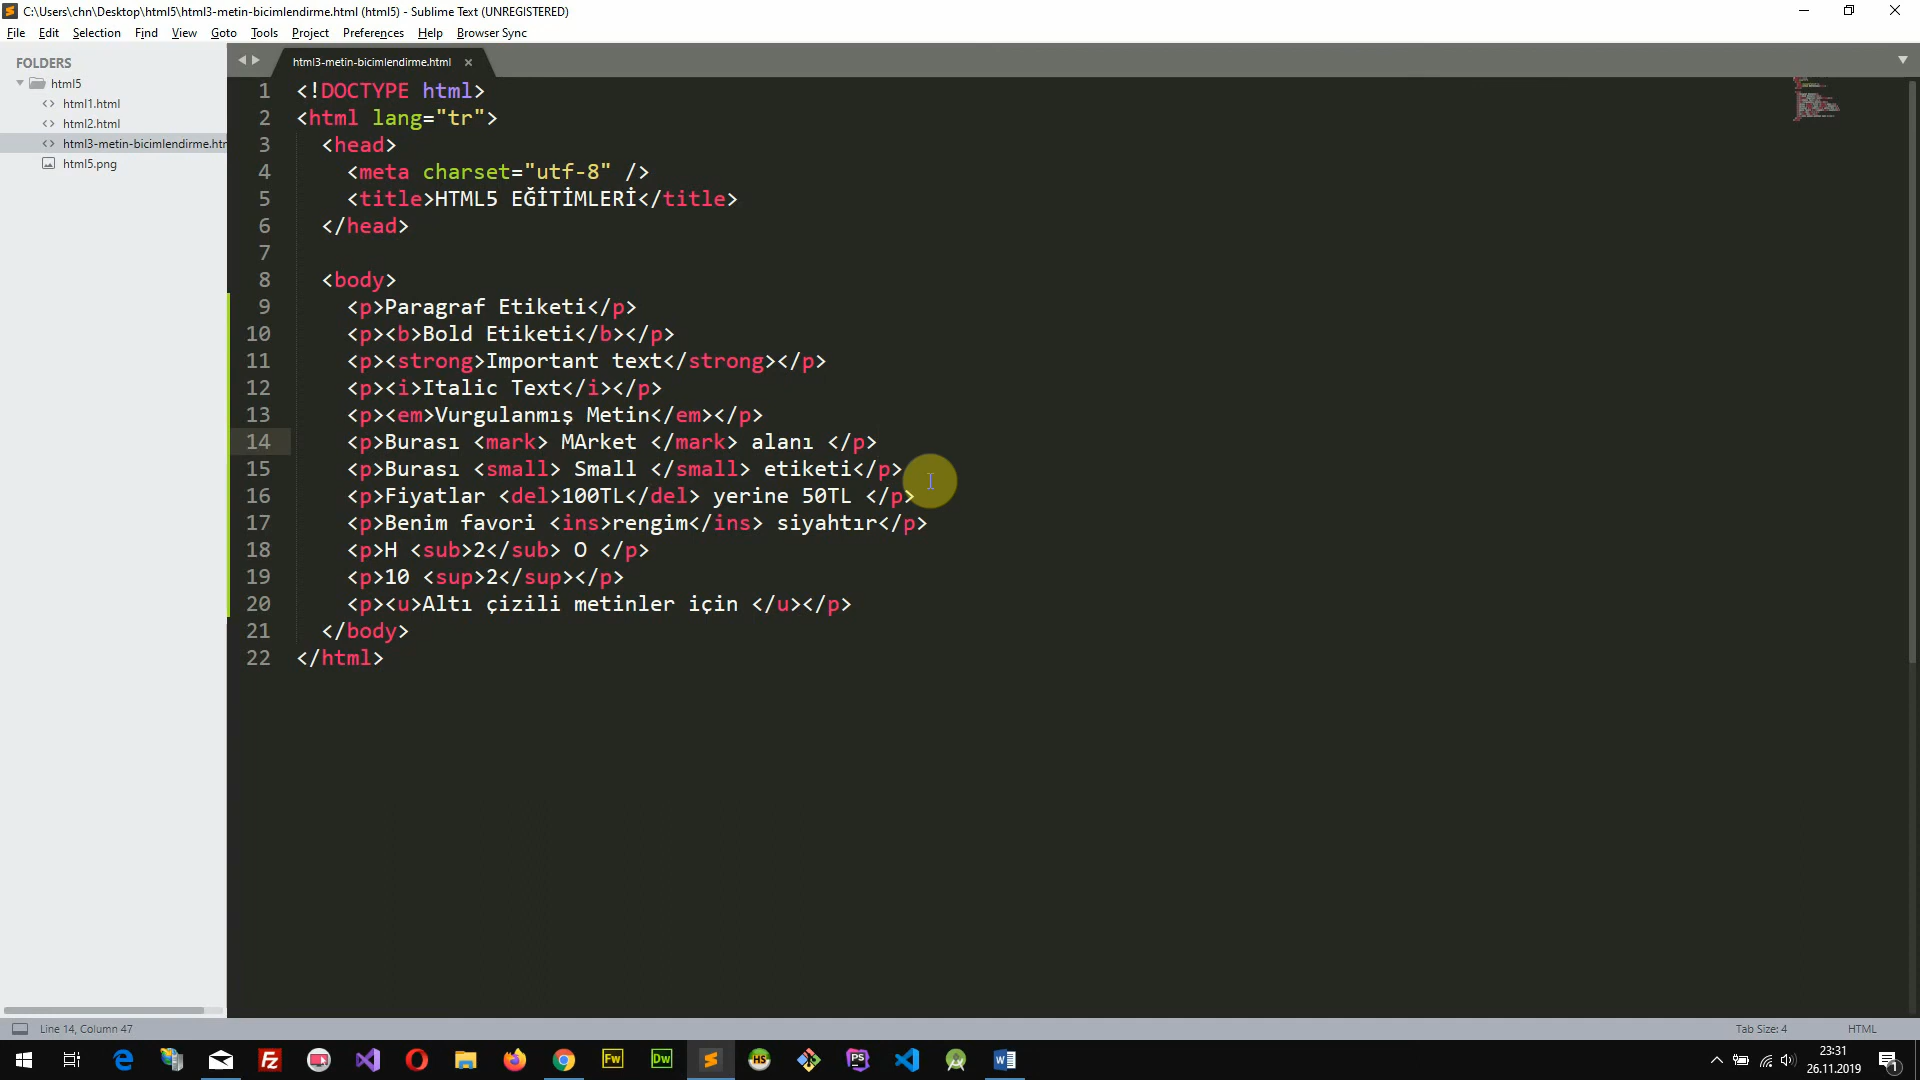 C:\Users\chn\Desktop\html5\html3-metin-bicimlendirme.html (html5) - Sublime Text (UNREGISTERED)
File Edit Selection Find View Goto Tools Project Preferences Help Browser Sync
FOLDERS
html5
html1.html
html2.html
html3-metin-bicimlendirme.htm
html5.png
html3-metin-bicimlendirme.html
1 <!DOCTYPE html>
2 <html lang="tr">
3 <head>
4 <meta charset="utf-8" />
5 <title>HTML5 EĞİTİMLERİ</title>
6 </head>
7
8 <body>
9 <p>Paragraf Etiketi</p>
10 <p><b>Bold Etiketi</b></p>
11 <p><strong>Important text</strong></p>
12 <p><i>Italic Text</i></p>
13 <p><em>Vurgulanmış Metin</em></p>
14 <p>Burası <mark> MArket </mark> alanı </p>
15 <p>Burası <small> Small </small> etiketi</p>
16 <p>Fiyatlar <del>100TL</del> yerine 50TL </p>
17 <p>Benim favori <ins>rengim</ins> siyahtır</p>
18 <p>H <sub>2</sub> O </p>
19 <p>10 <sup>2</sup></p>
20 <p><u>Altı çizili metinler için </u></p>
21 </body>
22 </html>
Line 14, Column 47
Tab Size: 4
HTML
Fz
Fw
Dw
HS
PS
23:31
26.11.2019
1